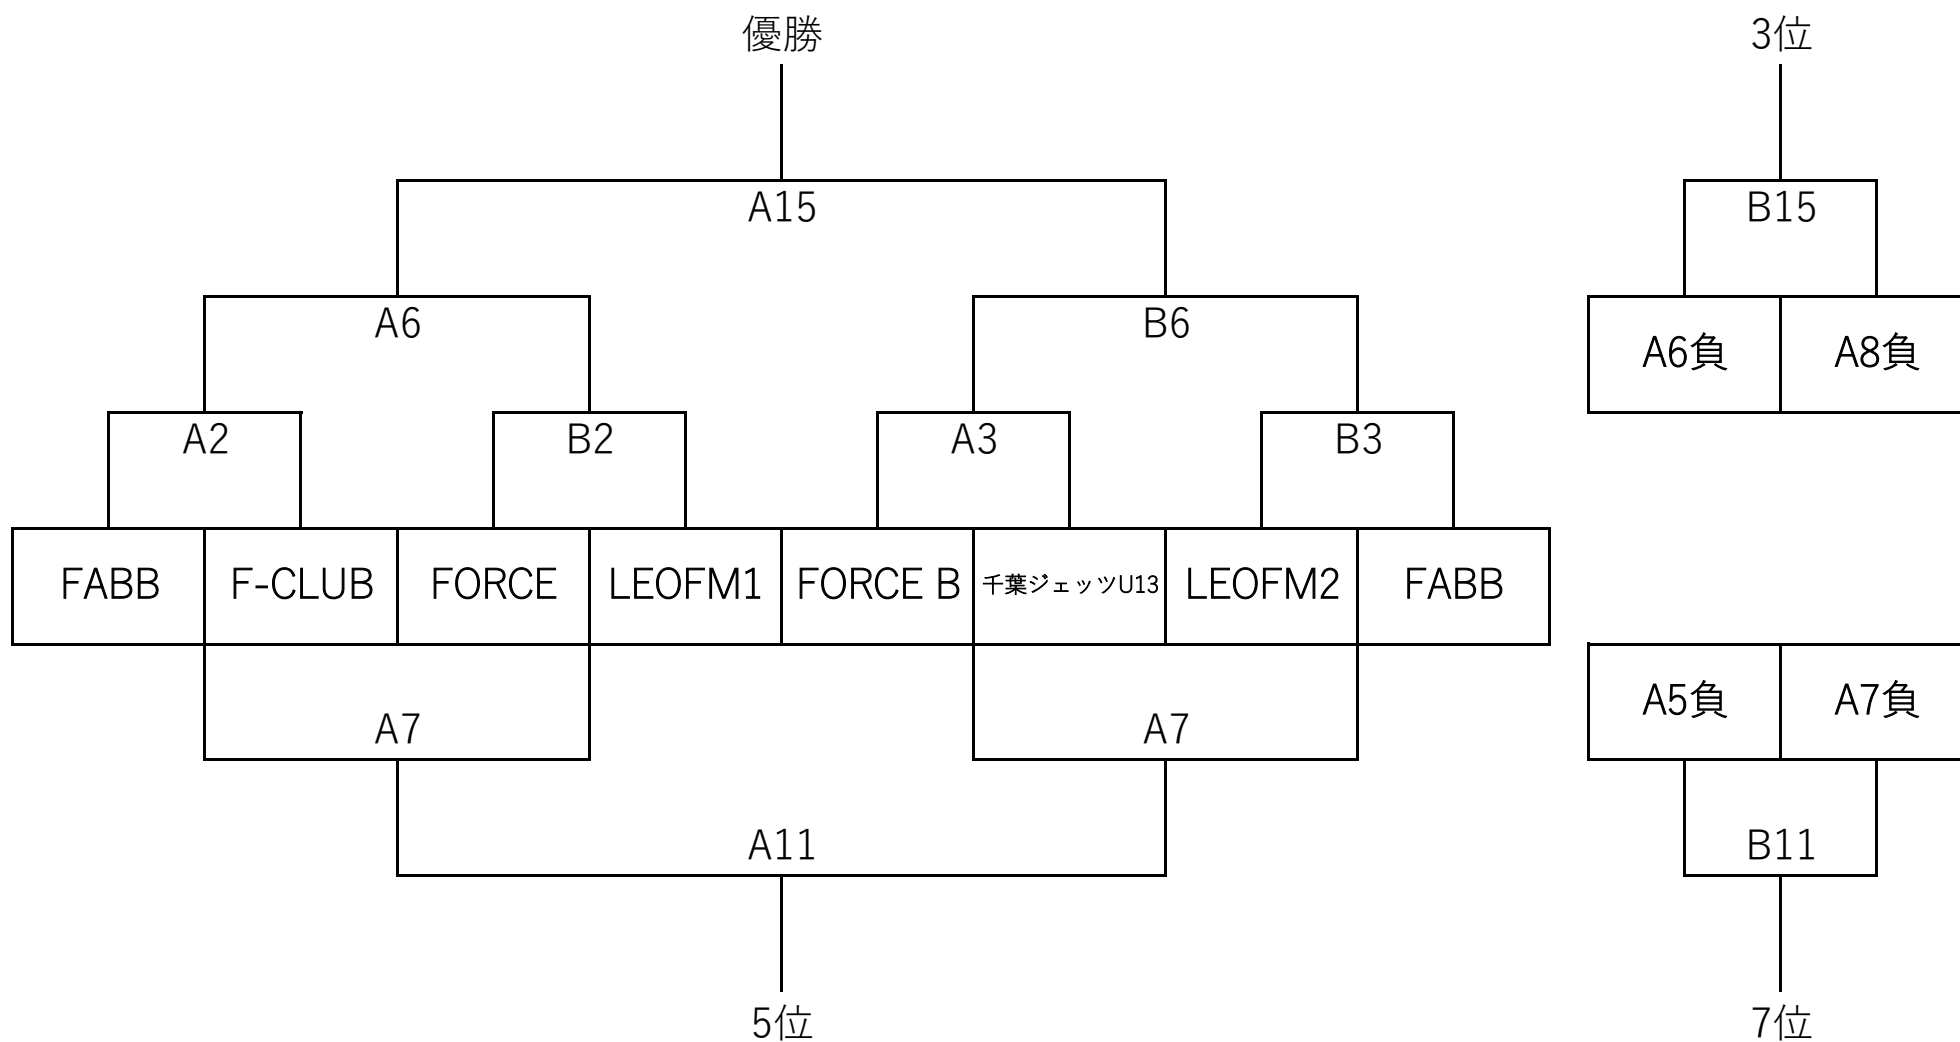 優勝
3位
A15
B15
A6
B6
A6負
A8負
A2
B2
A3
B3
FABB
F-CLUB
FORCE
LEOFM1
FORCE B
千葉ジェッツU13
LEOFM2
FABB
A5負
A7負
A7
A7
A11
B11
5位
7位